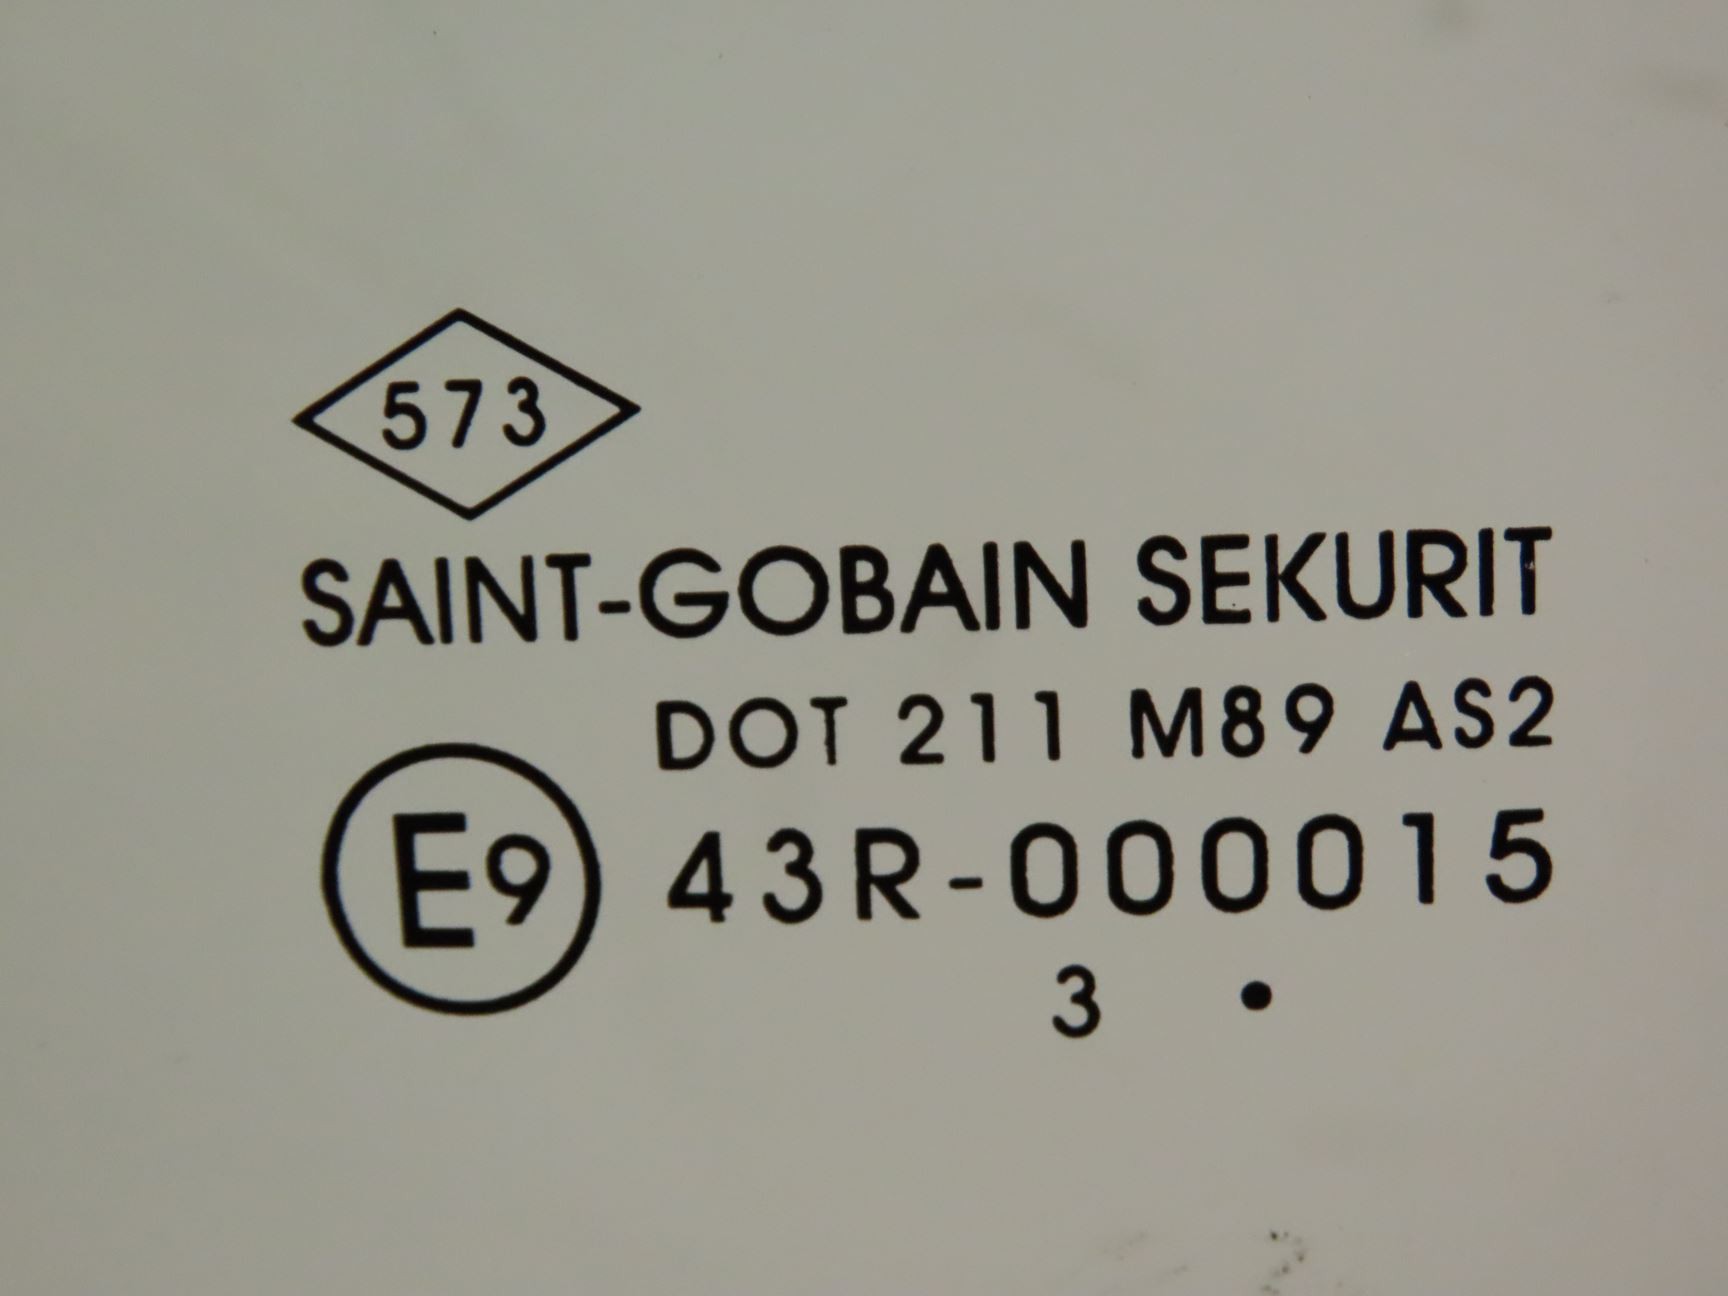 573
SAINT-GOBAIN SEKURIT
DOT 211 M89 AS2
E9 43R-000015
3 •